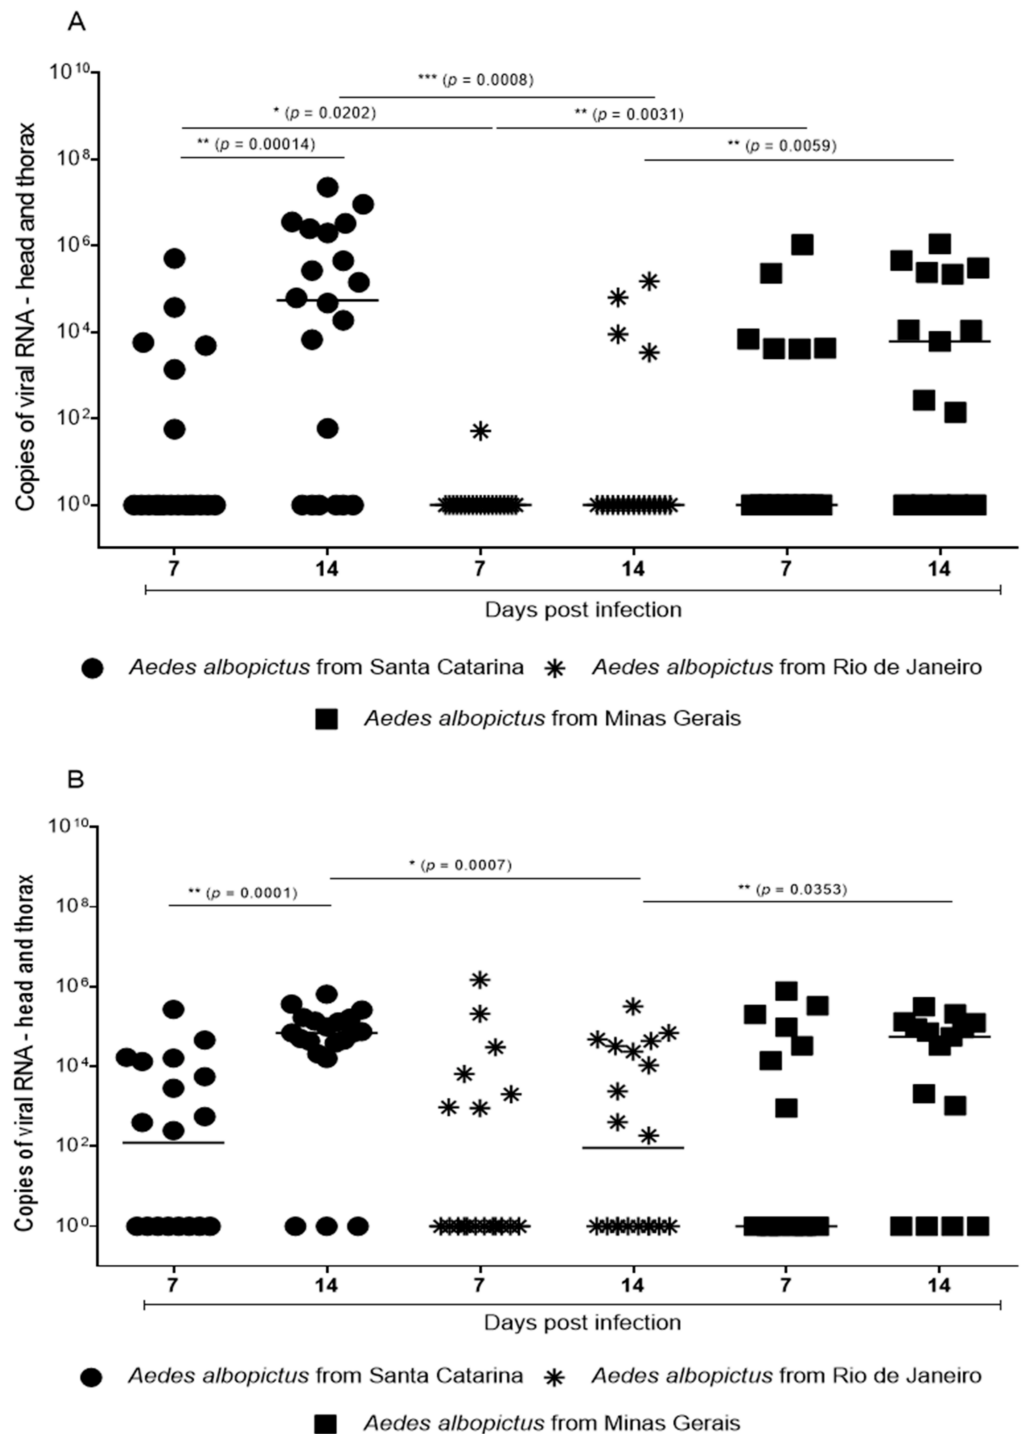 A
Copies of viral RNA - head and thorax
10^10
10^8
10^6
10^4
10^2
10^0
*** (p = 0.0008)
* (p = 0.0202)
** (p = 0.0031)
** (p = 0.00014)
** (p = 0.0059)
7 14 7 14 7 14
Days post infection
Aedes albopictus from Santa Catarina
Aedes albopictus from Rio de Janeiro
Aedes albopictus from Minas Gerais
B
Copies of viral RNA - head and thorax
10^10
10^8
10^6
10^4
10^2
10^0
* (p = 0.0007)
** (p = 0.0001)
** (p = 0.0353)
7 14 7 14 7 14
Days post infection
Aedes albopictus from Santa Catarina
Aedes albopictus from Rio de Janeiro
Aedes albopictus from Minas Gerais